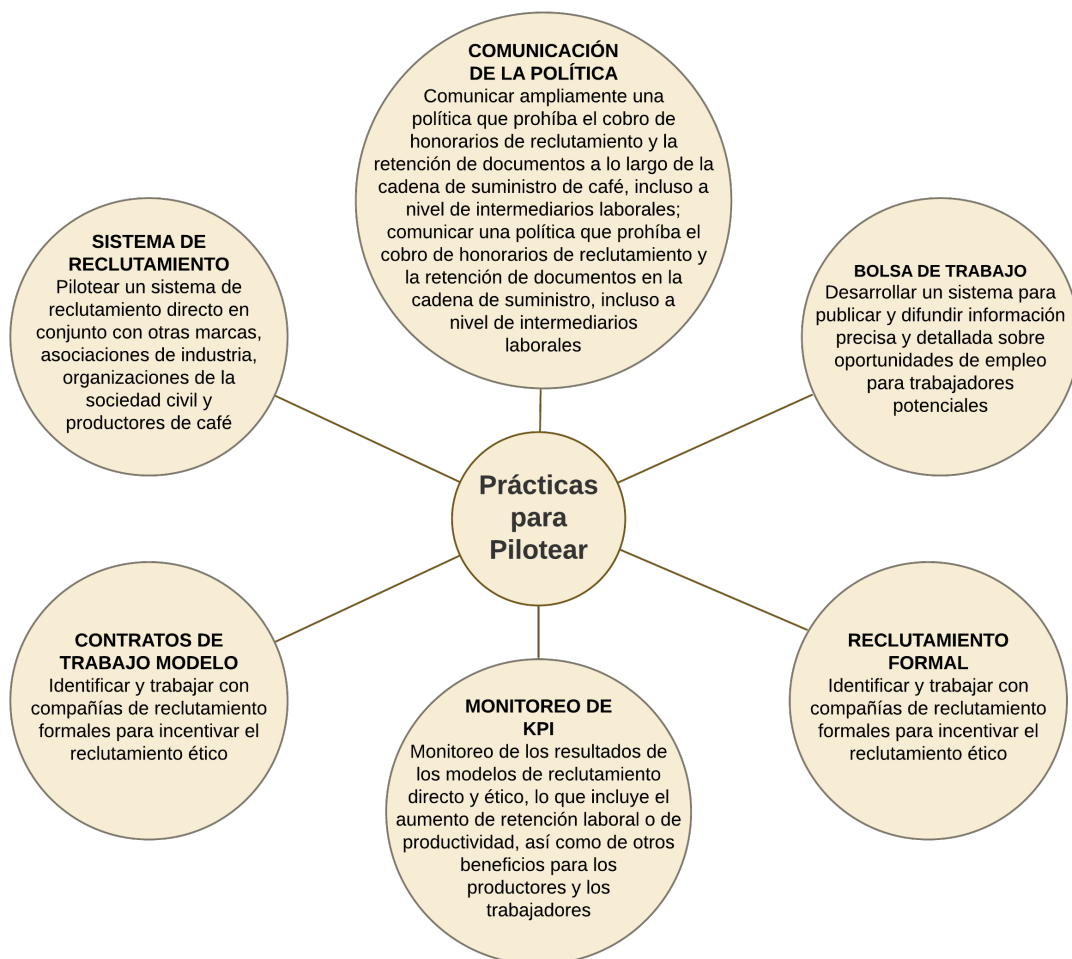 COMUNICACIÓN
DE LA POLÍTICA
Comunicar ampliamente una
política que prohíba el cobro de
honorarios de reclutamiento y la
retención de documentos a lo largo de la
cadena de suministro de café, incluso a
nivel de intermediarios laborales;
comunicar una política que prohíba el
cobro de honorarios de reclutamiento y
la retención de documentos en la
cadena de suministro, incluso a
nivel de intermediarios
laborales
SISTEMA DE
RECLUTAMIENTO
Pilotear un sistema de
reclutamiento directo en
conjunto con otras marcas,
asociaciones de industria,
organizaciones de la
sociedad civil y
productores de café
BOLSA DE TRABAJO
Desarrollar un sistema para
publicar y difundir información
precisa y detallada sobre
oportunidades de empleo
para trabajadores
potenciales
Prácticas
para
Pilotear
CONTRATOS DE
TRABAJO MODELO
Identificar y trabajar con
compañías de reclutamiento
formales para incentivar el
reclutamiento ético
MONITOREO DE
KPI
Monitoreo de los resultados de
los modelos de reclutamiento
directo y ético, lo que incluye el
aumento de retención laboral o de
productividad, así como de otros
beneficios para los
productores y los
trabajadores
RECLUTAMIENTO
FORMAL
Identificar y trabajar con
compañías de reclutamiento
formales para incentivar el
reclutamiento ético